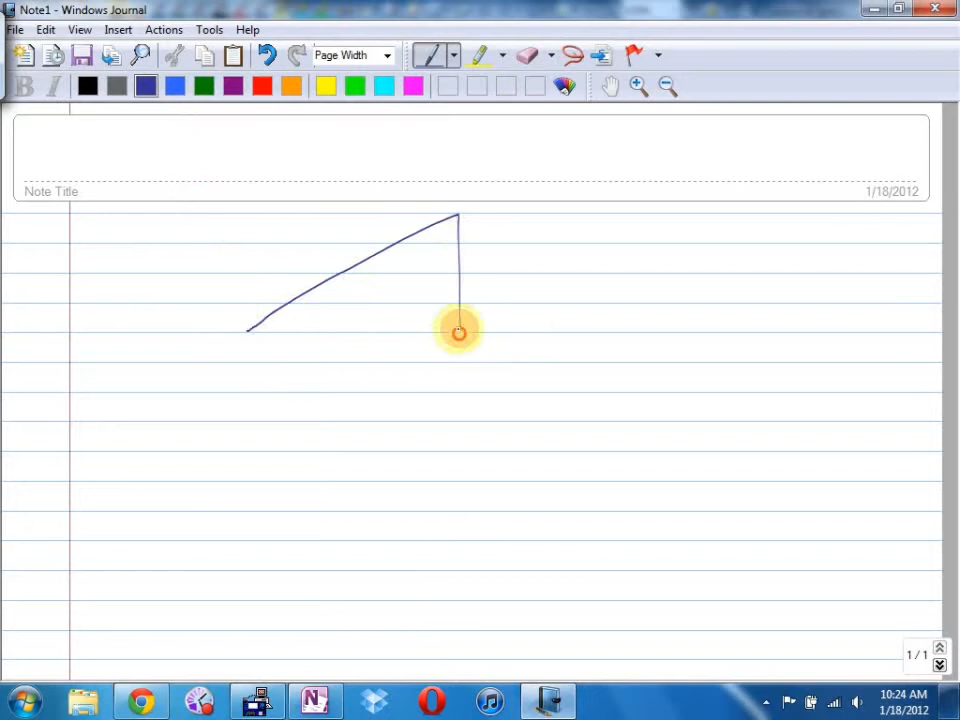 Note1 - Windows Journal
File Edit View Insert Actions Tools Help
Page Width
B I
Note Title 1/18/2012
1 / 1
10:24 AM
1/18/2012